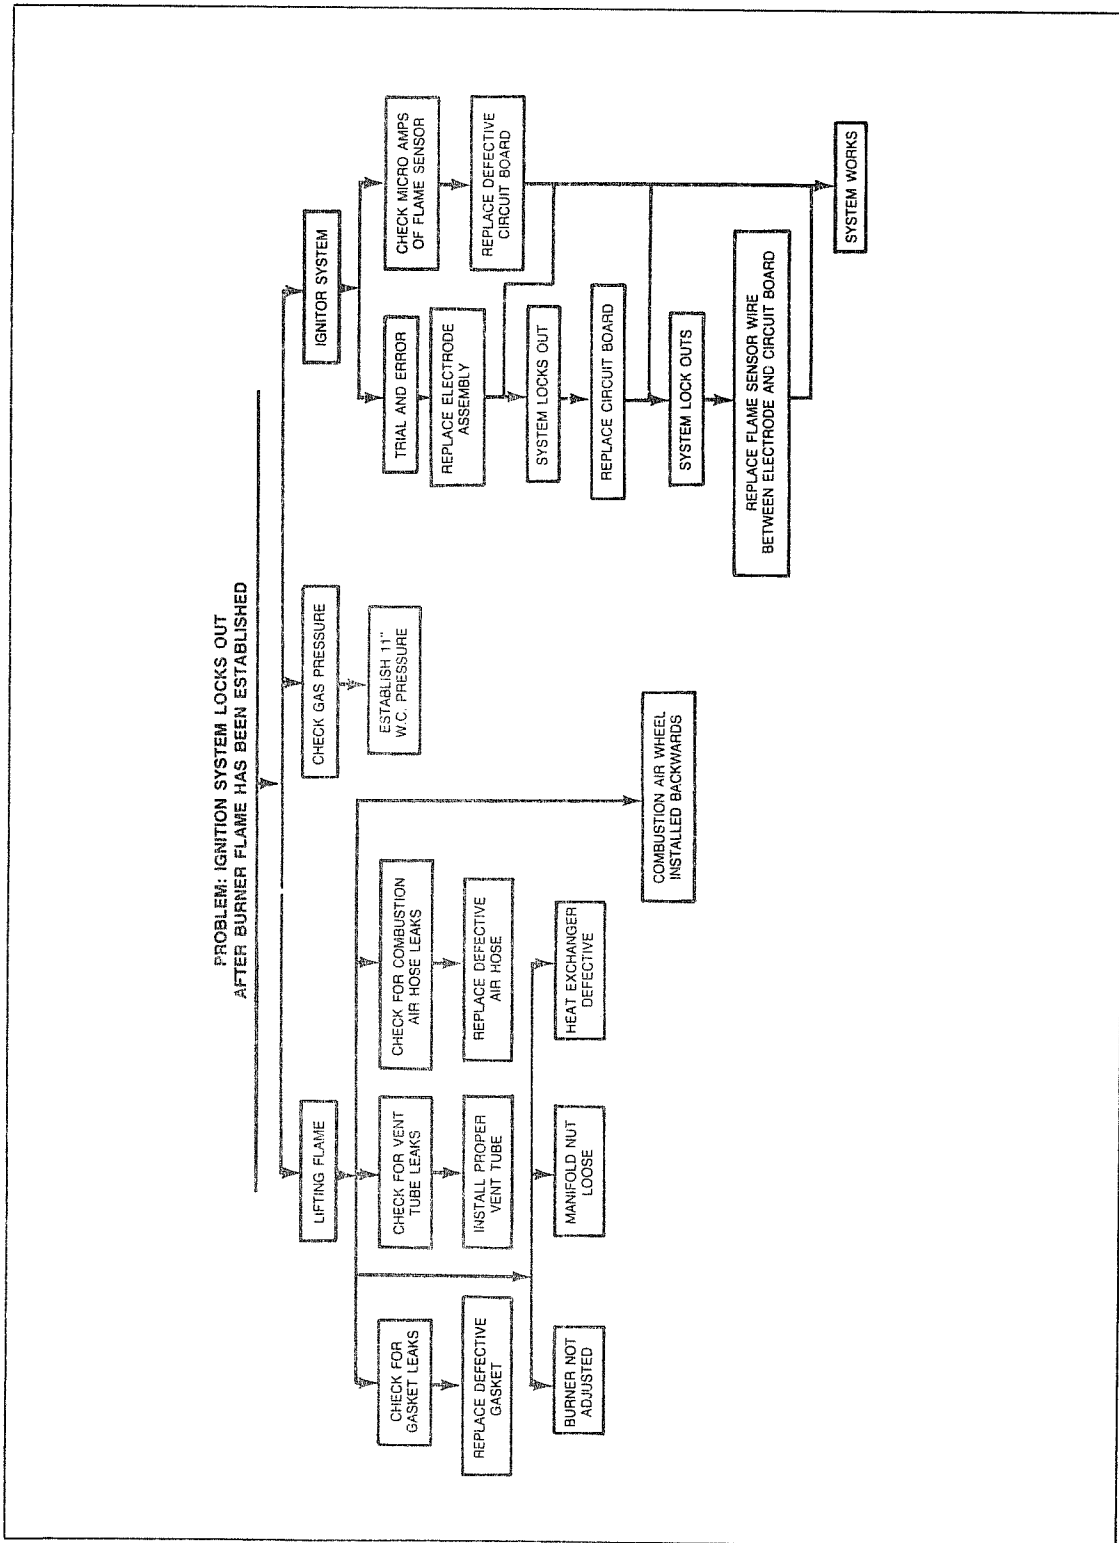 PROBLEM: IGNITION SYSTEM LOCKS OUT
AFTER BURNER FLAME HAS BEEN ESTABLISHED
LIFTING FLAME
CHECK GAS PRESSURE
IGNITOR SYSTEM
CHECK FOR
GASKET LEAKS
CHECK FOR VENT
TUBE LEAKS
CHECK FOR COMBUSTION
AIR HOSE LEAKS
ESTABLISH 11"
W.C. PRESSURE
TRIAL AND ERROR
CHECK MICRO AMPS
OF FLAME SENSOR
REPLACE DEFECTIVE
GASKET
INSTALL PROPER
VENT TUBE
REPLACE DEFECTIVE
AIR HOSE
REPLACE ELECTRODE
ASSEMBLY
REPLACE DEFECTIVE
CIRCUIT BOARD
BURNER NOT
ADJUSTED
MANIFOLD NUT
LOOSE
HEAT EXCHANGER
DEFECTIVE
SYSTEM LOCKS OUT
REPLACE CIRCUIT BOARD
COMBUSTION AIR WHEEL
INSTALLED BACKWARDS
SYSTEM LOCK OUTS
REPLACE FLAME SENSOR WIRE
BETWEEN ELECTRODE AND CIRCUIT BOARD
SYSTEM WORKS